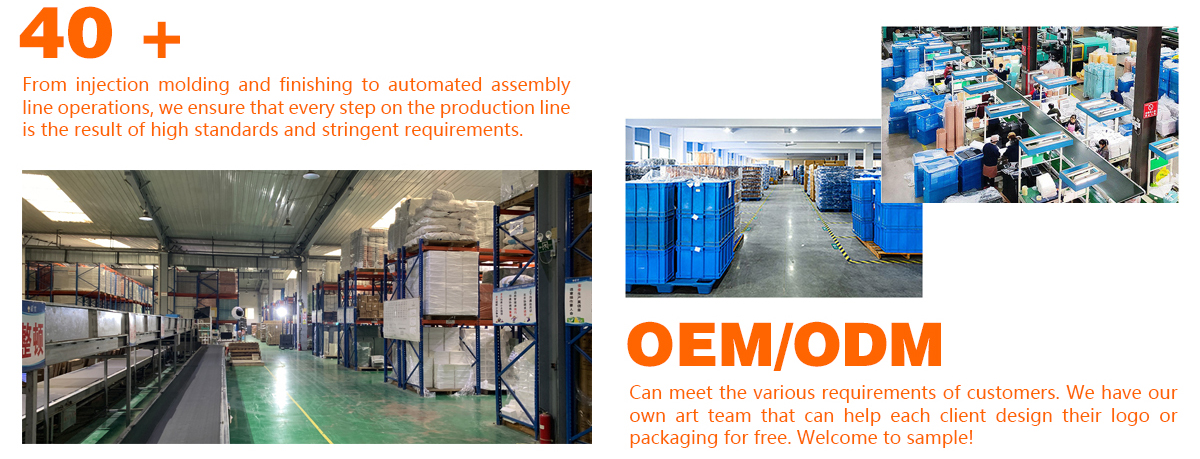 40 +
From injection molding and finishing to automated assembly
line operations, we ensure that every step on the production line
is the result of high standards and stringent requirements.
整顿
OEM/ODM
Can meet the various requirements of customers. We have our
own art team that can help each client design their logo or
packaging for free. Welcome to sample!